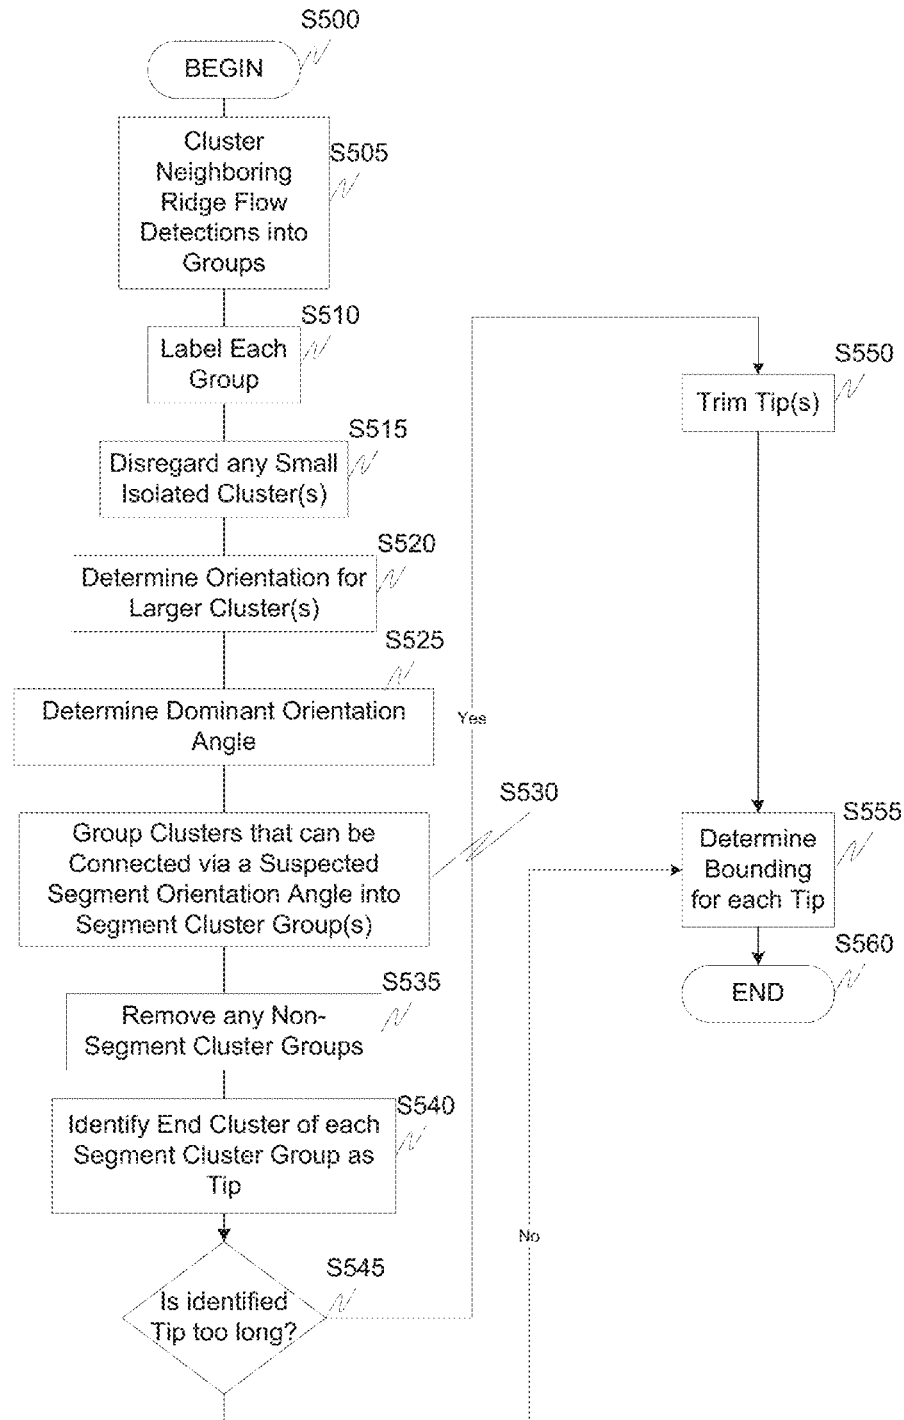 S500
BEGIN
S505
Cluster
Neighboring
Ridge Flow
Detections into
Groups
S510
Label Each
Group
S515
Disregard any Small
Isolated Cluster(s)
S520
Determine Orientation for
Larger Cluster(s)
S525
Determine Dominant Orientation
Angle
S530
Group Clusters that can be
Connected via a Suspected
Segment Orientation Angle into
Segment Cluster Group(s)
S535
Remove any Non-
Segment Cluster Groups
S540
Identify End Cluster of each
Segment Cluster Group as
Tip
S545
Is identified
Tip too long?
Yes
No
S550
Trim Tip(s)
S555
Determine
Bounding
for each Tip
S560
END